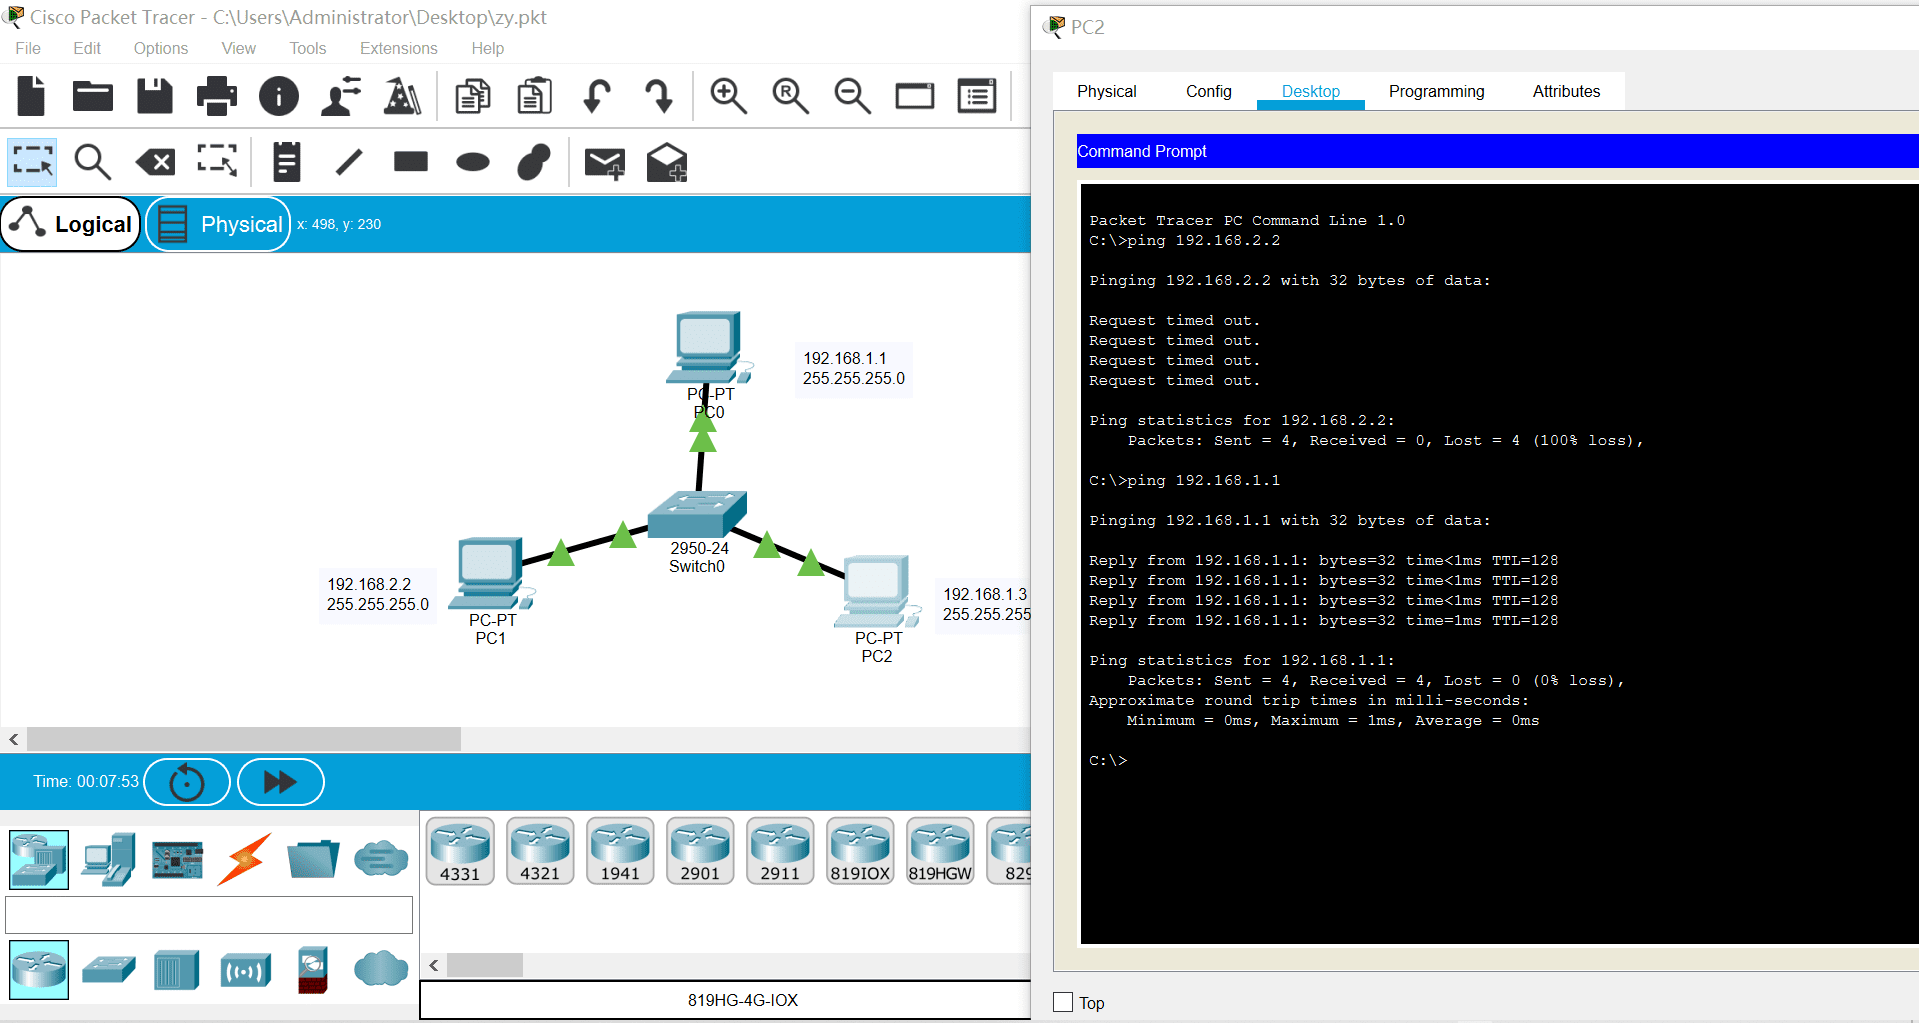 Cisco Packet Tracer - C:\Users\Administrator\Desktop\zy.pkt
File Edit Options View Tools Extensions Help
Logical
Physical
x: 498, y: 230
192.168.1.1
255.255.255.0
PC-PT
PC0
2950-24
Switch0
192.168.2.2
255.255.255.0
PC-PT
PC1
192.168.1.3
255.255.255
PC-PT
PC2
Time: 00:07:53
4331
4321
1941
2901
2911
819IOX
819HGW
829
819HG-4G-IOX
PC2
Physical Config Desktop Programming Attributes
Command Prompt
Packet Tracer PC Command Line 1.0
C:\>ping 192.168.2.2
Pinging 192.168.2.2 with 32 bytes of data:
Request timed out.
Request timed out.
Request timed out.
Request timed out.
Ping statistics for 192.168.2.2:
Packets: Sent = 4, Received = 0, Lost = 4 (100% loss),
C:\>ping 192.168.1.1
Pinging 192.168.1.1 with 32 bytes of data:
Reply from 192.168.1.1: bytes=32 time<1ms TTL=128
Reply from 192.168.1.1: bytes=32 time<1ms TTL=128
Reply from 192.168.1.1: bytes=32 time<1ms TTL=128
Reply from 192.168.1.1: bytes=32 time=1ms TTL=128
Ping statistics for 192.168.1.1:
Packets: Sent = 4, Received = 4, Lost = 0 (0% loss),
Approximate round trip times in milli-seconds:
Minimum = 0ms, Maximum = 1ms, Average = 0ms
C:\>
Top